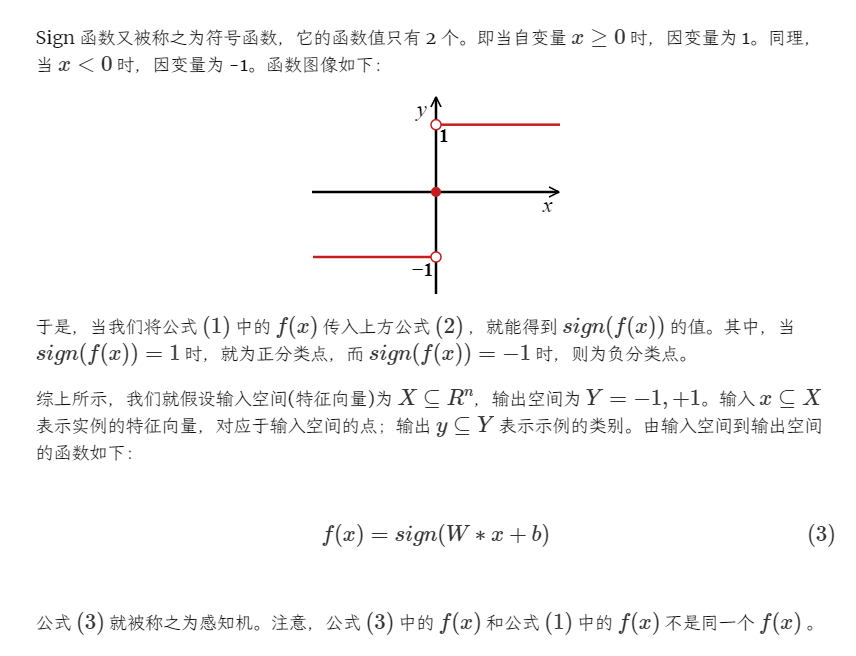 Sign 函数又被称之为符号函数，它的函数值只有 2 个。即当自变量 x ≥ 0 时，因变量为 1。同理，
当 x < 0 时，因变量为 -1。函数图像如下：
y
1
x
−1
于是，当我们将公式 (1) 中的 f(x) 传入上方公式 (2) ，就能得到 sign(f(x)) 的值。其中，当
sign(f(x)) = 1 时，就为正分类点，而 sign(f(x)) = −1 时，则为负分类点。
综上所示，我们就假设输入空间(特征向量)为 X ⊆ Rⁿ，输出空间为 Y = −1, +1。输入 x ⊆ X
表示实例的特征向量，对应于输入空间的点；输出 y ⊆ Y 表示示例的类别。由输入空间到输出空间
的函数如下：
f(x) = sign(W ∗ x + b) (3)
公式 (3) 就被称之为感知机。注意，公式 (3) 中的 f(x) 和公式 (1) 中的 f(x) 不是同一个 f(x) 。